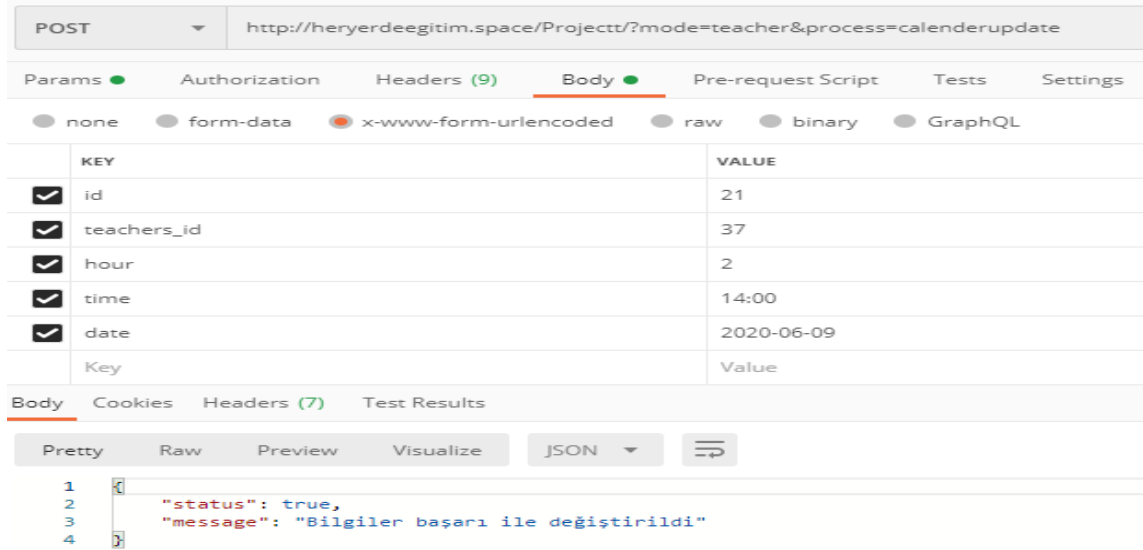 POST http://heryerdeegitim.space/Projectt/?mode=teacher&process=calenderupdate
Params Authorization Headers (9) Body Pre-request Script Tests Settings
none form-data x-www-form-urlencoded raw binary GraphQL
KEY VALUE
id 21
teachers_id 37
hour 2
time 14:00
date 2020-06-09
Key Value
Body Cookies Headers (7) Test Results
Pretty Raw Preview Visualize JSON
1 {
2 "status": true,
3 "message": "Bilgiler başarı ile değiştirildi"
4 }